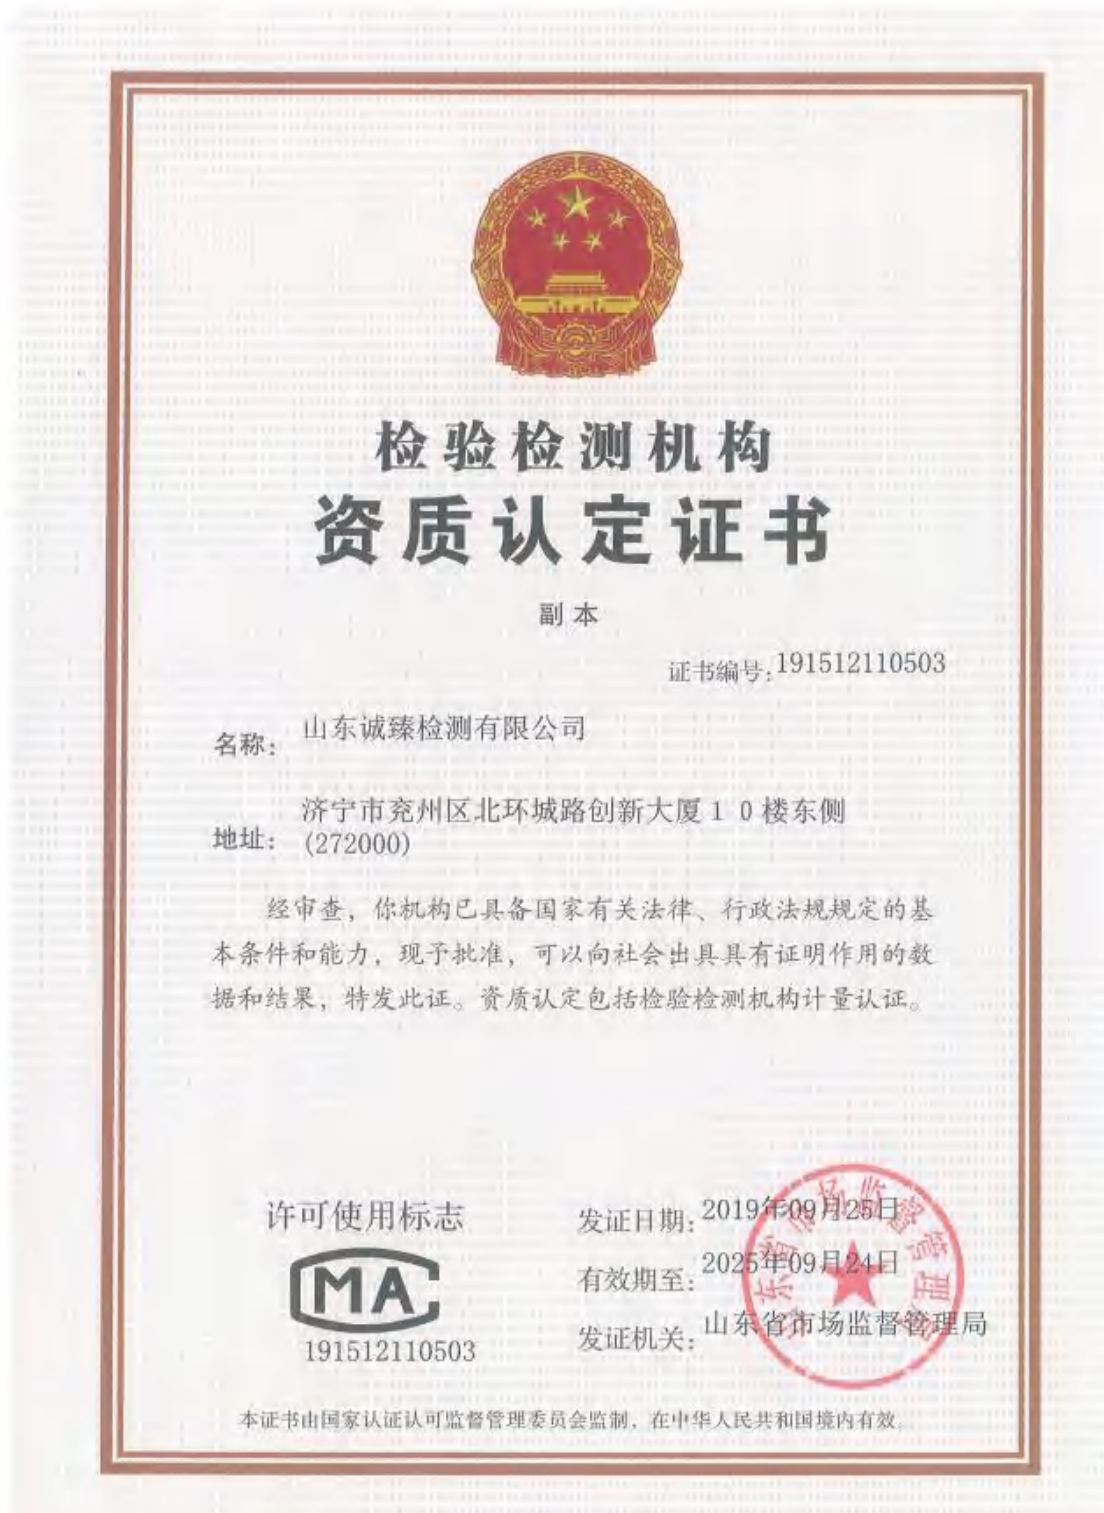 检验检测机构
资质认定证书
副本
证书编号:191512110503
名称: 山东诚臻检测有限公司
地址: 济宁市兖州区北环城路创新大厦10楼东侧
(272000)
经审查，你机构已具备国家有关法律、行政法规规定的基
本条件和能力，现予批准，可以向社会出具具有证明作用的数
据和结果，特发此证。资质认定包括检验检测机构计量认证。
许可使用标志
MA
191512110503
发证日期: 2019年09月25日
有效期至: 2025年09月24日
发证机关: 山东省市场监督管理局
山东省市场监督管理局
本证书由国家认证认可监督管理委员会监制，在中华人民共和国境内有效。